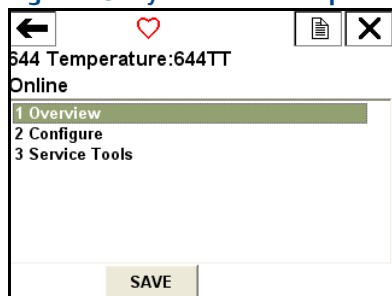 644 Temperature:644TT
Online
1 Overview
2 Configure
3 Service Tools
SAVE